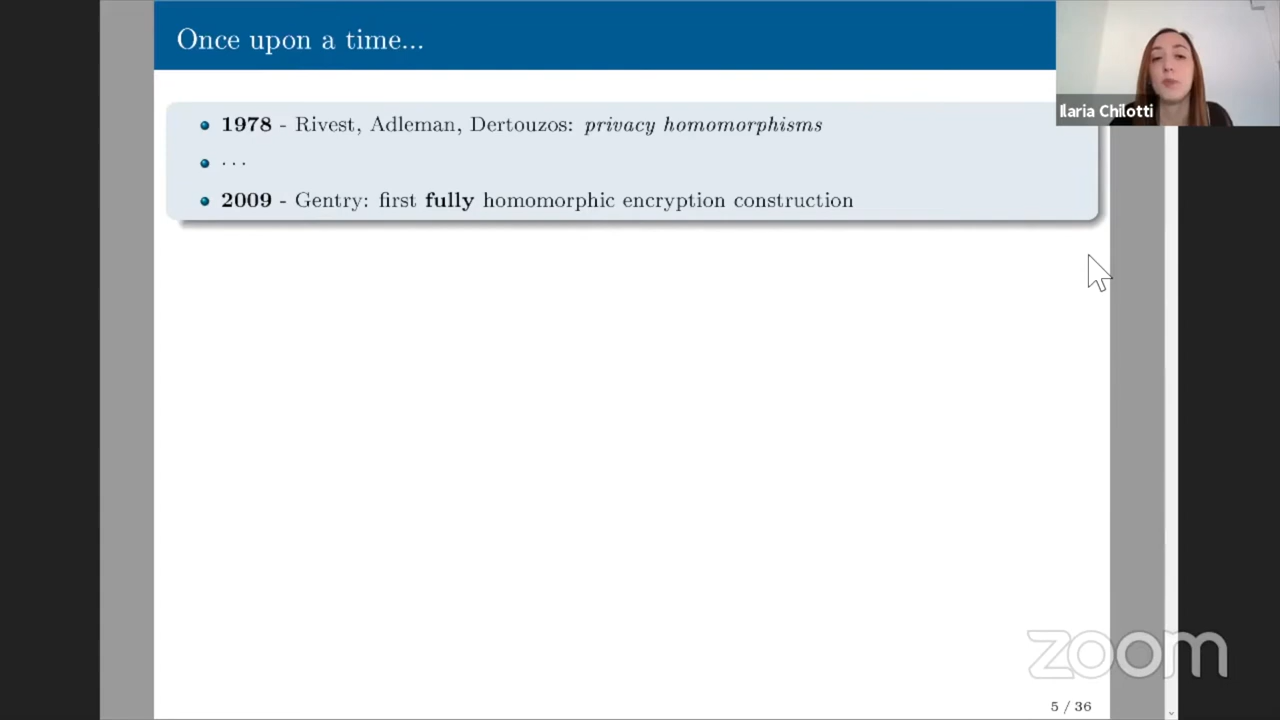 Once upon a time...
Ilaria Chilotti
1978 - Rivest, Adleman, Dertouzos: privacy homomorphisms
...
2009 - Gentry: first fully homomorphic encryption construction
zoom
5 / 36